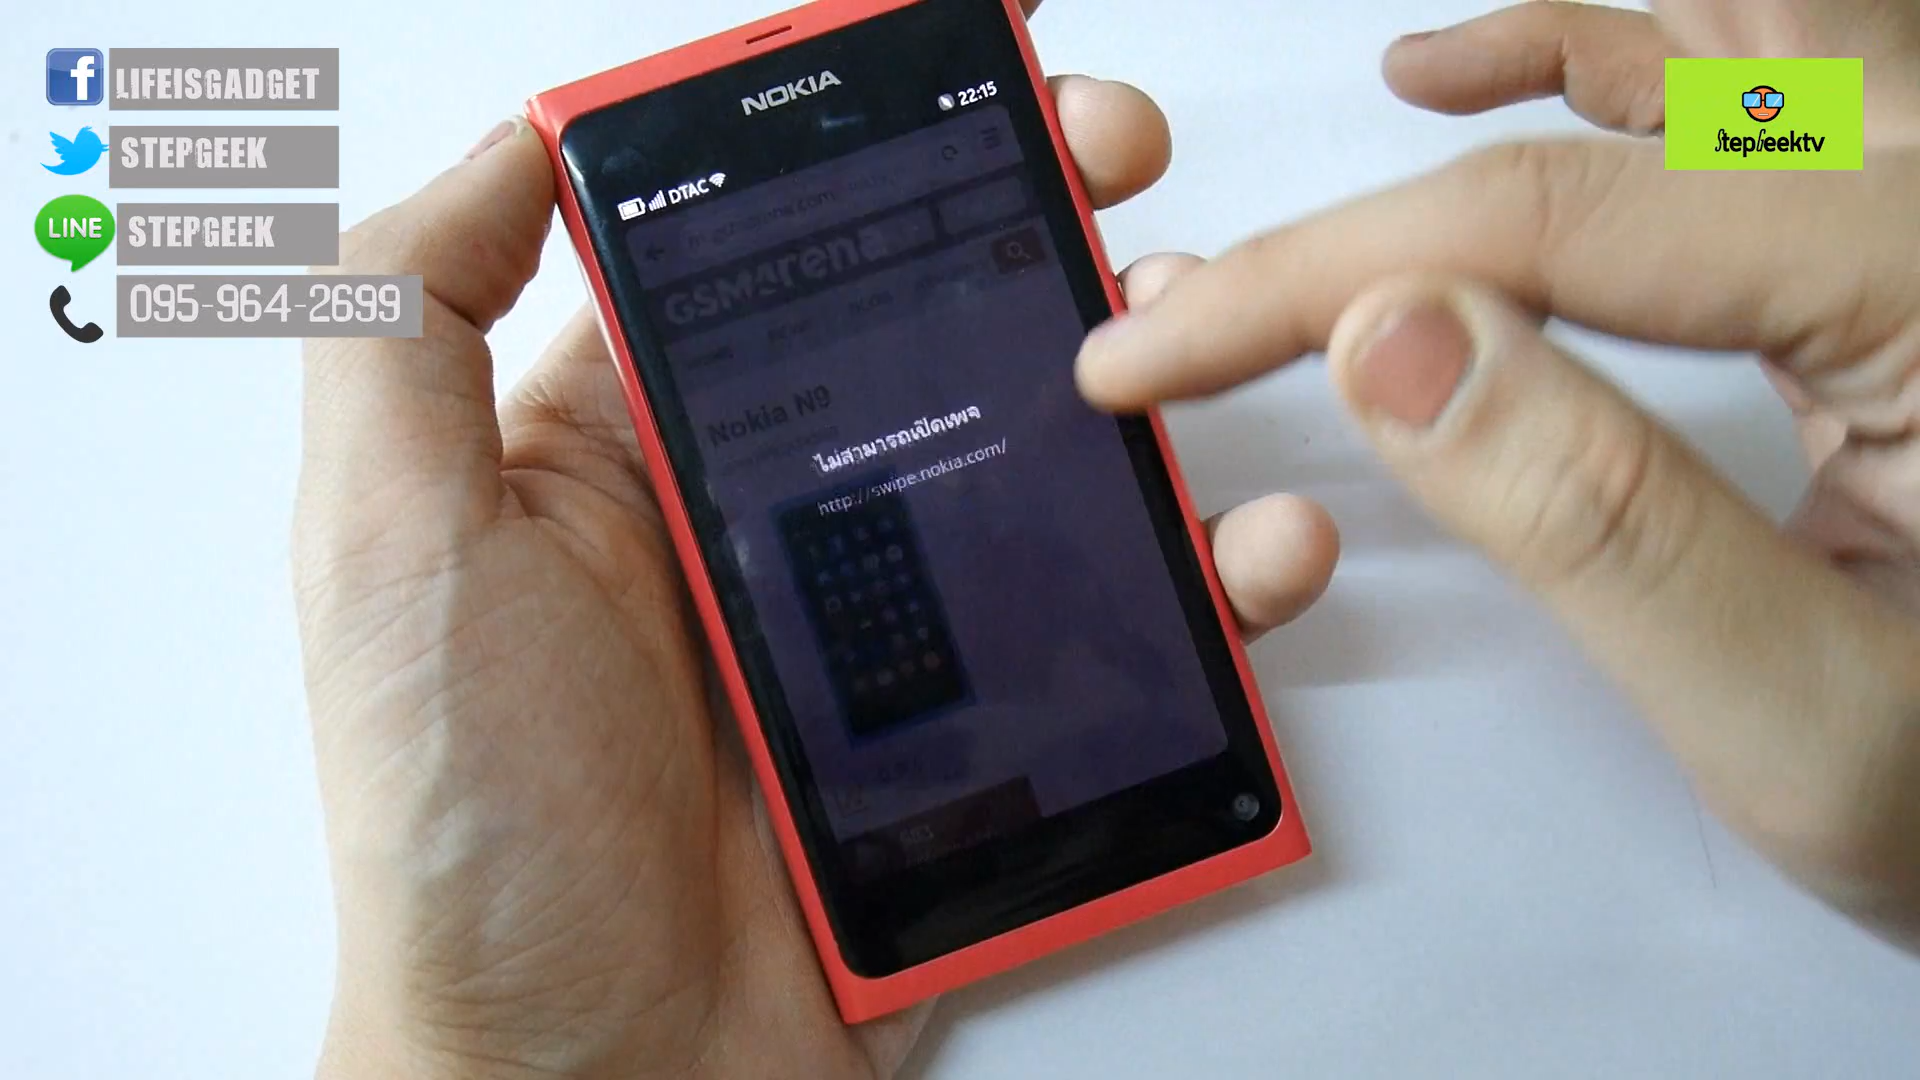 LIFEISGADGET
STEPGEEK
LINE
STEPGEEK
095-964-2699
StepGeektv
NOKIA
22:15
DTAC
GSMArena
Nokia N9
ไม่สามารถเปิดเพจ
http://swipe.nokia.com/